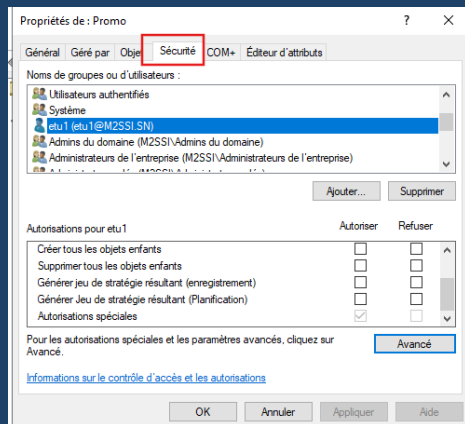 Propriétés de : Promo ? ×
Général Géré par Objet Sécurité COM+ Éditeur d'attributs
Noms de groupes ou d'utilisateurs :
Utilisateurs authentifiés
Système
etu1 (etu1@M2SSI.SN)
Admins du domaine (M2SSI\Admins du domaine)
Administrateurs de l'entreprise (M2SSI\Administrateurs de l'entreprise)
Ajouter... Supprimer
Autorisations pour etu1 Autoriser Refuser
Créer tous les objets enfants
Supprimer tous les objets enfants
Générer jeu de stratégie résultant (enregistrement)
Générer Jeu de stratégie résultant (Planification)
Autorisations spéciales
Pour les autorisations spéciales et les paramètres avancés, cliquez sur
Avancé.
Avancé
Informations sur le contrôle d'accès et les autorisations
OK Annuler Appliquer Aide